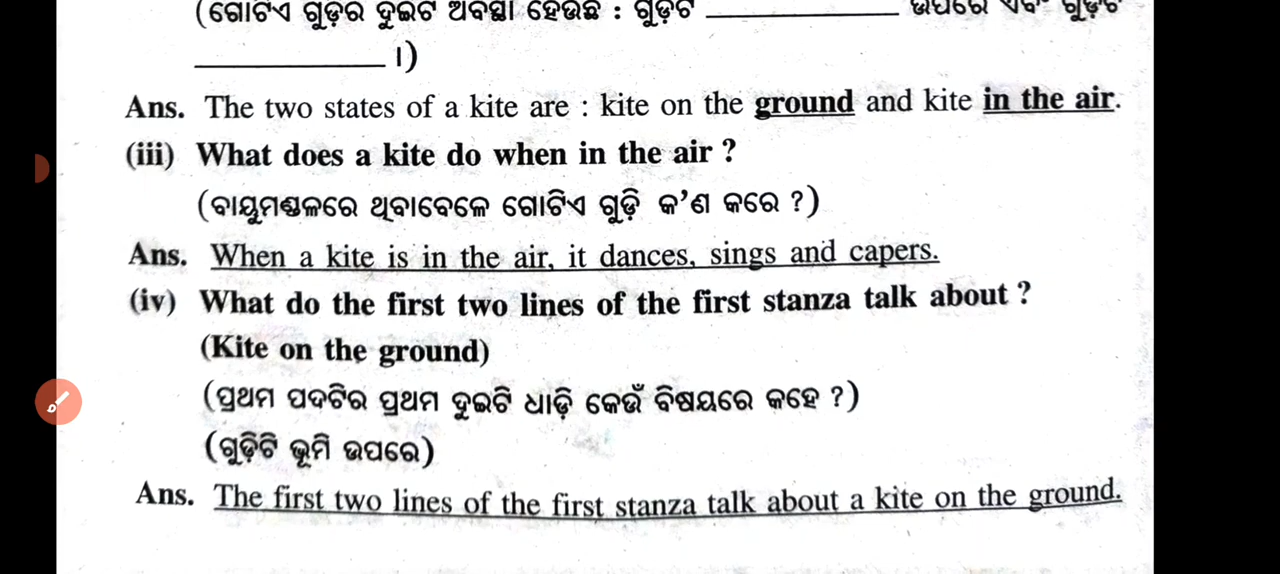 (ଗୋଟିଏ ଗୁଡ଼ିର ଦୁଇଟି ଅବସ୍ଥା ହେଉଛି : ଗୁଡ଼ିଟି ____________ ଉପରେ ଏବଂ ଗୁଡ଼ିଟି
____________ ।)
Ans. The two states of a kite are : kite on the ground and kite in the air.
(iii) What does a kite do when in the air ?
(ବାୟୁମଣ୍ଡଳରେ ଥିବାବେଳେ ଗୋଟିଏ ଗୁଡ଼ି କ’ଣ କରେ ?)
Ans. When a kite is in the air, it dances, sings and capers.
(iv) What do the first two lines of the first stanza talk about ?
(Kite on the ground)
(ପ୍ରଥମ ପଦଟିର ପ୍ରଥମ ଦୁଇଟି ଧାଡ଼ି କେଉଁ ବିଷୟରେ କହେ ?)
(ଗୁଡ଼ିଟି ଭୂମି ଉପରେ)
Ans. The first two lines of the first stanza talk about a kite on the ground.